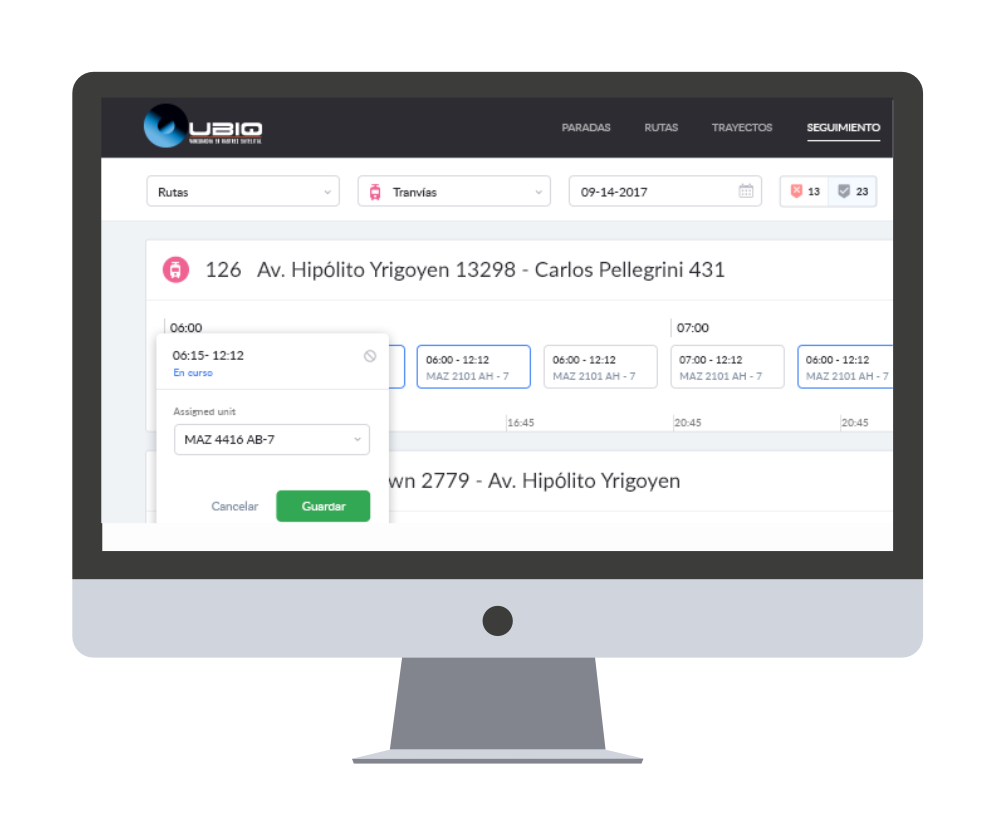 UBIQ
PARADAS RUTAS TRAYECTOS SEGUIMIENTO
Rutas Tranvías 09-14-2017 13 23
126 Av. Hipólito Yrigoyen 13298 - Carlos Pellegrini 431
06:00 07:00
06:15- 12:12
En curso
06:00 - 12:12 06:00 - 12:12 07:00 - 12:12 06:00 - 12:12
MAZ 2101 AH - 7 MAZ 2101 AH - 7 MAZ 2101 AH - 7 MAZ 2101 AH - 7
Assigned unit
16:45 20:45 20:45
MAZ 4416 AB-7
wn 2779 - Av. Hipólito Yrigoyen
Cancelar Guardar